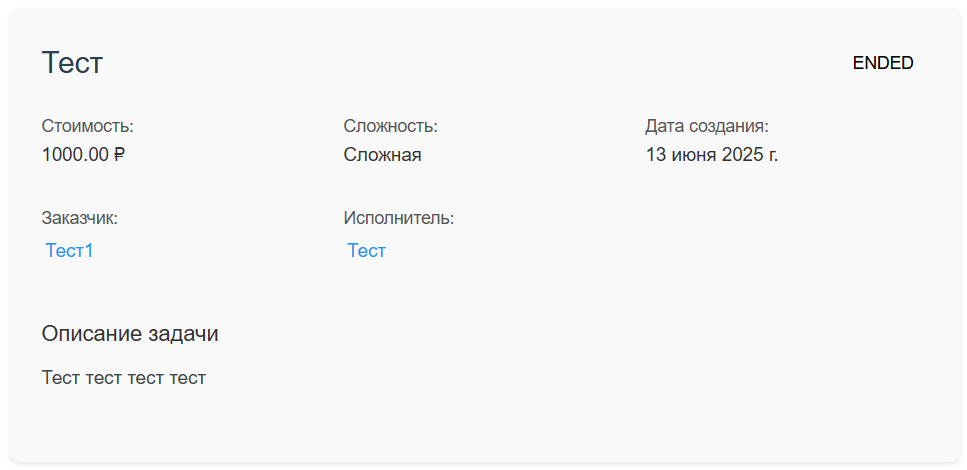 Тест
ENDED
Стоимость:
Сложность:
Дата создания:
1000.00 ₽
Сложная
13 июня 2025 г.
Заказчик:
Исполнитель:
Тест1
Тест
Описание задачи
Тест тест тест тест